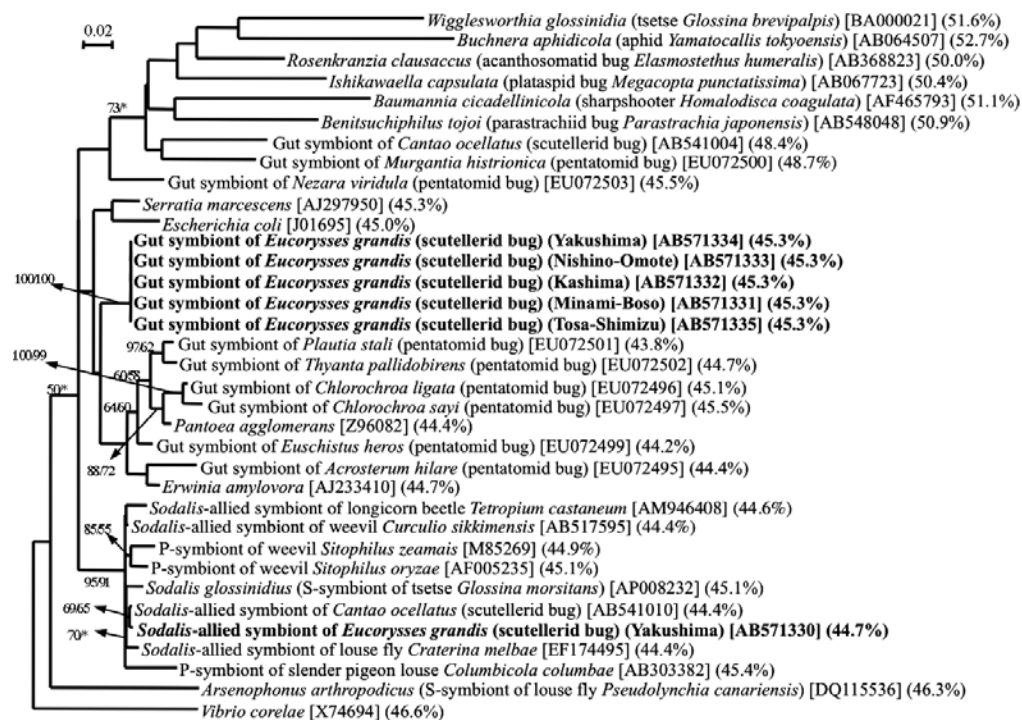 0.02
Wigglesworthia glossinidia (tsetse Glossina brevipalpis) [BA000021] (51.6%)
Buchnera aphidicola (aphid Yamatocallis tokyoensis) [AB064507] (52.7%)
Rosenkranzia clausaccus (acanthosomatid bug Elasmostethus humeralis) [AB368823] (50.0%)
Ishikawaella capsulata (plataspid bug Megacopta punctatissima) [AB067723] (50.4%)
Baumannia cicadellinicola (sharpshooter Homalodisca coagulata) [AF465793] (51.1%)
73/*
Benitsuchiphilus tojoi (parastrachiid bug Parastrachia japonensis) [AB548048] (50.9%)
Gut symbiont of Cantao ocellatus (scutellerid bug) [AB541004] (48.4%)
Gut symbiont of Murgantia histrionica (pentatomid bug) [EU072500] (48.7%)
Gut symbiont of Nezara viridula (pentatomid bug) [EU072503] (45.5%)
Serratia marcescens [AJ297950] (45.3%)
Escherichia coli [J01695] (45.0%)
Gut symbiont of Eucorysses grandis (scutellerid bug) (Yakushima) [AB571334] (45.3%)
Gut symbiont of Eucorysses grandis (scutellerid bug) (Nishino-Omote) [AB571333] (45.3%)
100/100
Gut symbiont of Eucorysses grandis (scutellerid bug) (Kashima) [AB571332] (45.3%)
Gut symbiont of Eucorysses grandis (scutellerid bug) (Minami-Boso) [AB571331] (45.3%)
Gut symbiont of Eucorysses grandis (scutellerid bug) (Tosa-Shimizu) [AB571335] (45.3%)
97/62
Gut symbiont of Plautia stali (pentatomid bug) [EU072501] (43.8%)
100/99
Gut symbiont of Thyanta pallidobirens (pentatomid bug) [EU072502] (44.7%)
60/58
Gut symbiont of Chlorochroa ligata (pentatomid bug) [EU072496] (45.1%)
50/*
64/60
Gut symbiont of Chlorochroa sayi (pentatomid bug) [EU072497] (45.5%)
Pantoea agglomerans [Z96082] (44.4%)
Gut symbiont of Euschistus heros (pentatomid bug) [EU072499] (44.2%)
88/72
Gut symbiont of Acrosterum hilare (pentatomid bug) [EU072495] (44.4%)
Erwinia amylovora [AJ233410] (44.7%)
Sodalis-allied symbiont of longicorn beetle Tetropium castaneum [AM946408] (44.6%)
85/55
Sodalis-allied symbiont of weevil Curculio sikkimensis [AB517595] (44.4%)
P-symbiont of weevil Sitophilus zeamais [M85269] (44.9%)
P-symbiont of weevil Sitophilus oryzae [AF005235] (45.1%)
95/91
Sodalis glossinidius (S-symbiont of tsetse Glossina morsitans) [AP008232] (45.1%)
69/65
Sodalis-allied symbiont of Cantao ocellatus (scutellerid bug) [AB541010] (44.4%)
70/*
Sodalis-allied symbiont of Eucorysses grandis (scutellerid bug) (Yakushima) [AB571330] (44.7%)
Sodalis-allied symbiont of louse fly Craterina melbae [EF174495] (44.4%)
P-symbiont of slender pigeon louse Columbicola columbae [AB303382] (45.4%)
Arsenophonus arthropodicus (S-symbiont of louse fly Pseudolynchia canariensis) [DQ115536] (46.3%)
Vibrio corelae [X74694] (46.6%)